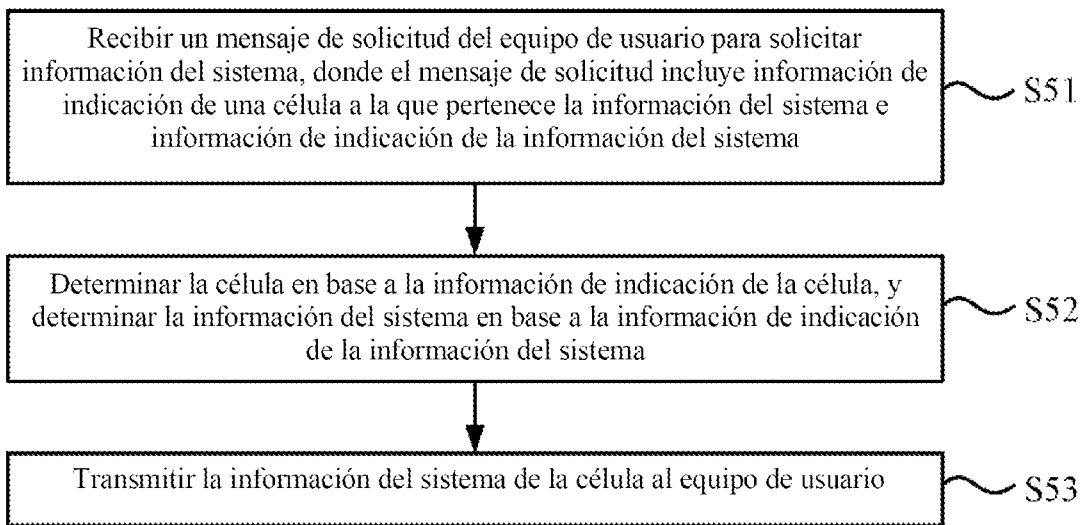 Recibir un mensaje de solicitud del equipo de usuario para solicitar
información del sistema, donde el mensaje de solicitud incluye información de
indicación de una célula a la que pertenece la información del sistema e
información de indicación de la información del sistema
S51
Determinar la célula en base a la información de indicación de la célula, y
determinar la información del sistema en base a la información de indicación
de la información del sistema
S52
Transmitir la información del sistema de la célula al equipo de usuario
S53